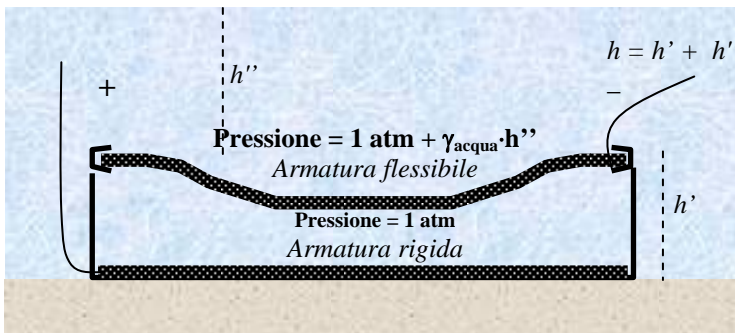 h = h’ + h’
h’’
+
–
Pressione = 1 atm + γacqua·h’’
Armatura flessibile
Pressione = 1 atm
h’
Armatura rigida